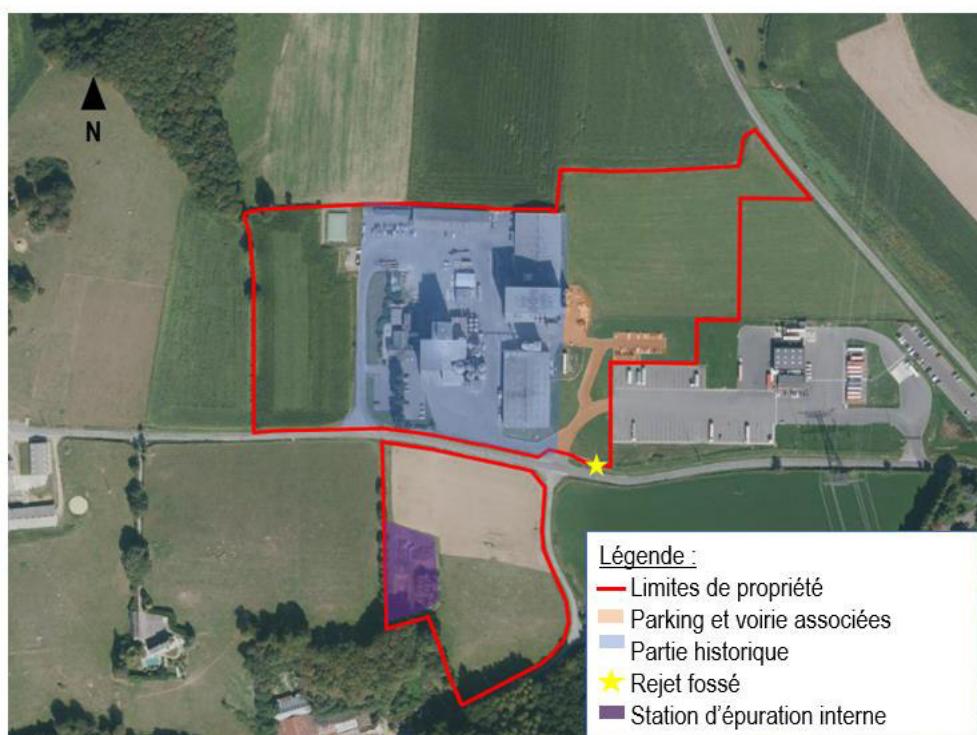 N
Légende :
Limites de propriété
Parking et voirie associées
Partie historique
Rejet fossé
Station d'épuration interne